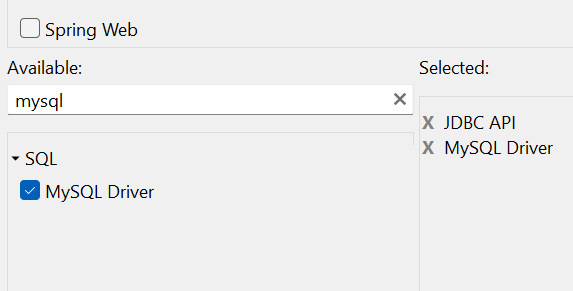 Spring Web
Available:
Selected:
mysql
JDBC API
MySQL Driver
SQL
MySQL Driver